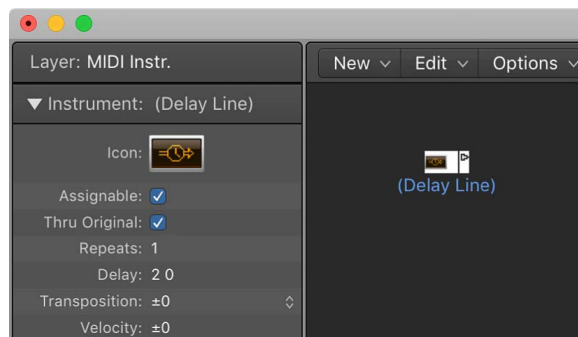 Layer: MIDI Instr.
New Edit Options
Instrument: (Delay Line)
Icon:
(Delay Line)
Assignable:
Thru Original:
Repeats: 1
Delay: 2 0
Transposition: ±0
Velocity: ±0